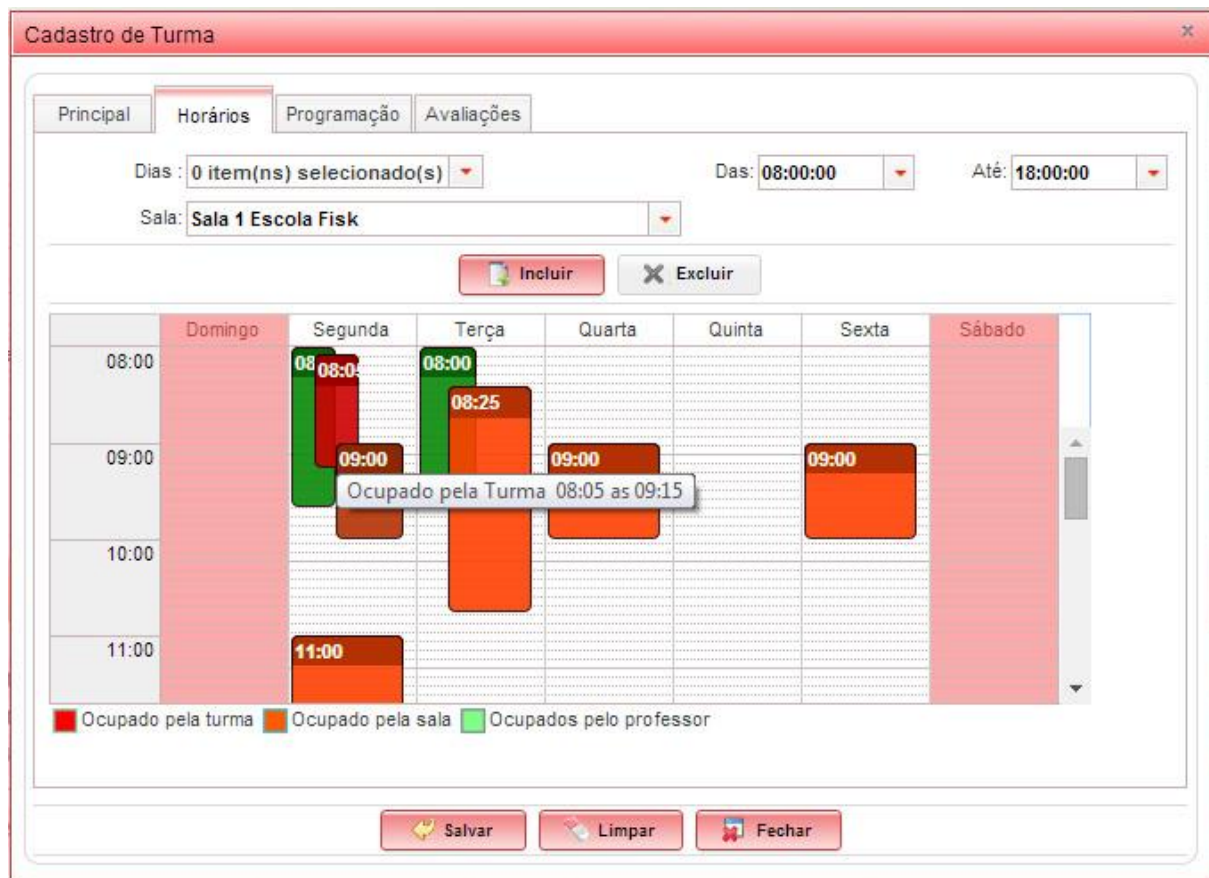 Cadastro de Turma
Principal Horários Programação Avaliações
Dias : 0 item(ns) selecionado(s) Das: 08:00:00 Até: 18:00:00
Sala: Sala 1 Escola Fisk
Incluir Excluir
Domingo Segunda Terça Quarta Quinta Sexta Sábado
08:00 08 08:05 08:00
08:25
09:00 09:00 09:00 09:00
Ocupado pela Turma 08:05 as 09:15
10:00
11:00 11:00
Ocupado pela turma Ocupado pela sala Ocupados pelo professor
Salvar Limpar Fechar